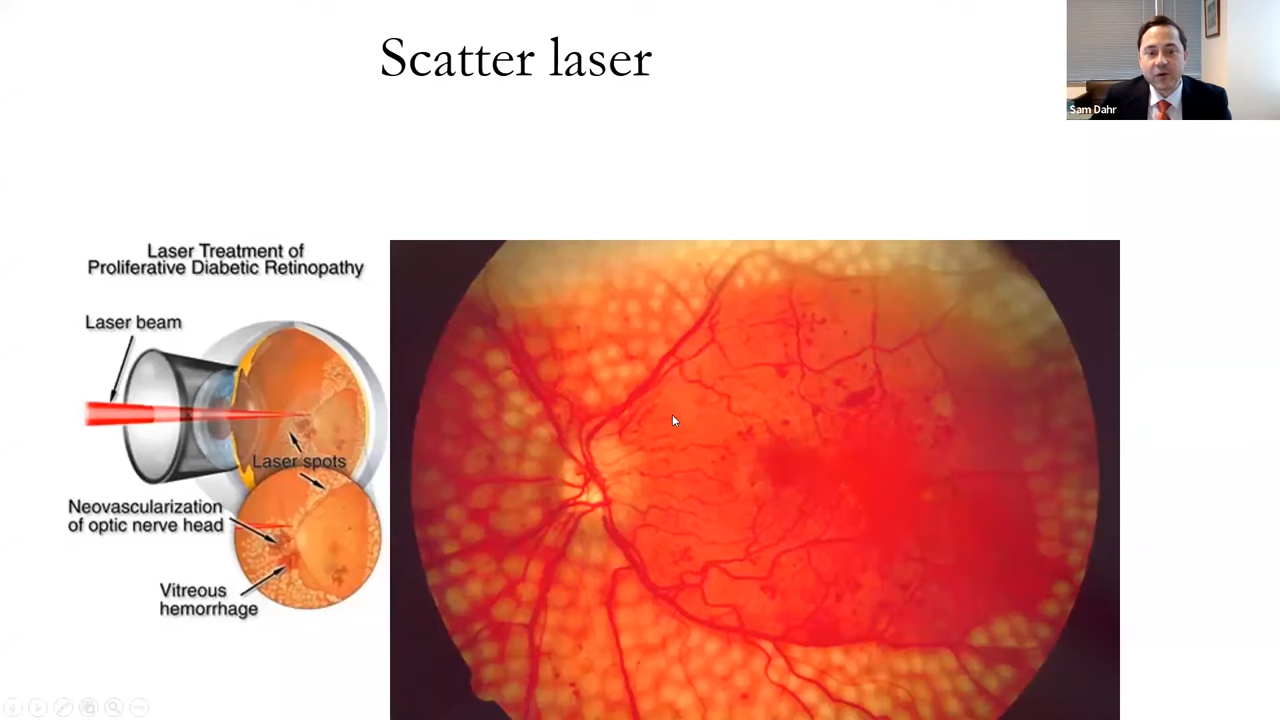 Scatter laser
Sam Dahr
Laser Treatment of
Proliferative Diabetic Retinopathy
Laser beam
Laser spots
Neovascularization
of optic nerve head
Vitreous
hemorrhage